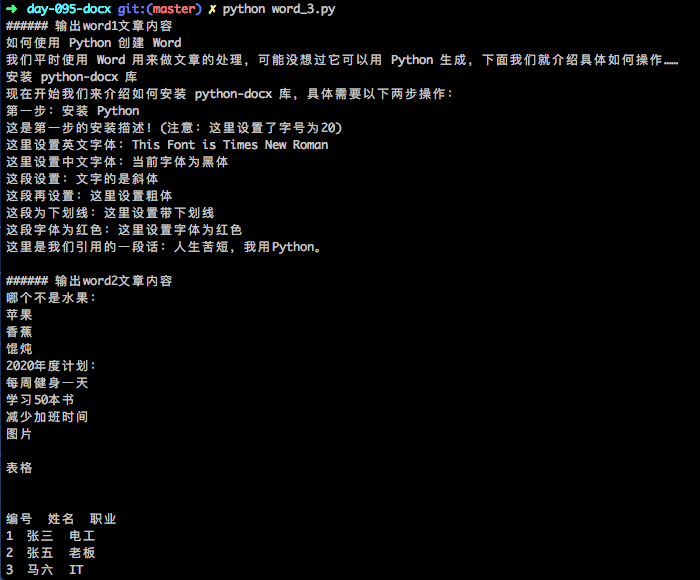 ➜ day-095-docx git:(master) ✗ python word_3.py
###### 输出word1文章内容
如何使用 Python 创建 Word
我们平时使用 Word 用来做文章的处理，可能没想过它可以用 Python 生成，下面我们就介绍具体如何操作……
安装 python-docx 库
现在开始我们来介绍如何安装 python-docx 库，具体需要以下两步操作：
第一步：安装 Python
这是第一步的安装描述！(注意：这里设置了字号为20)
这里设置英文字体：This Font is Times New Roman
这里设置中文字体：当前字体为黑体
这段设置：文字的是斜体
这段再设置：这里设置粗体
这段为下划线：这里设置带下划线
这段字体为红色：这里设置字体为红色
这里是我们引用的一段话：人生苦短，我用Python。
###### 输出word2文章内容
哪个不是水果：
苹果
香蕉
馄炖
2020年度计划：
每周健身一天
学习50本书
减少加班时间
图片
表格
编号 姓名 职业
1 张三 电工
2 张五 老板
3 马六 IT